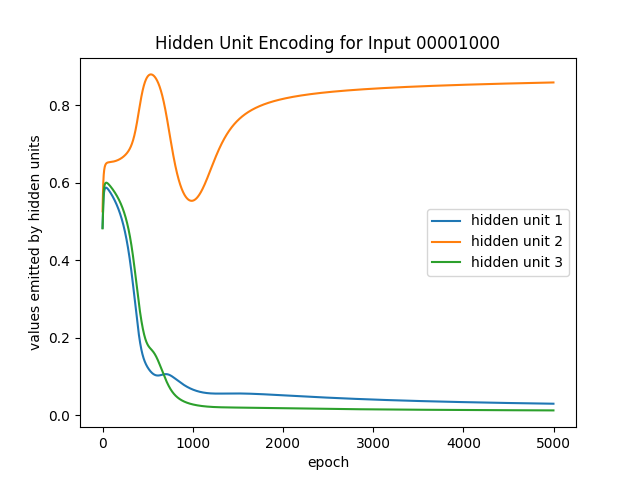 Hidden Unit Encoding for Input 00001000
values emitted by hidden units
0.8
0.6
0.4
0.2
0.0
hidden unit 1
hidden unit 2
hidden unit 3
0 1000 2000 3000 4000 5000
epoch